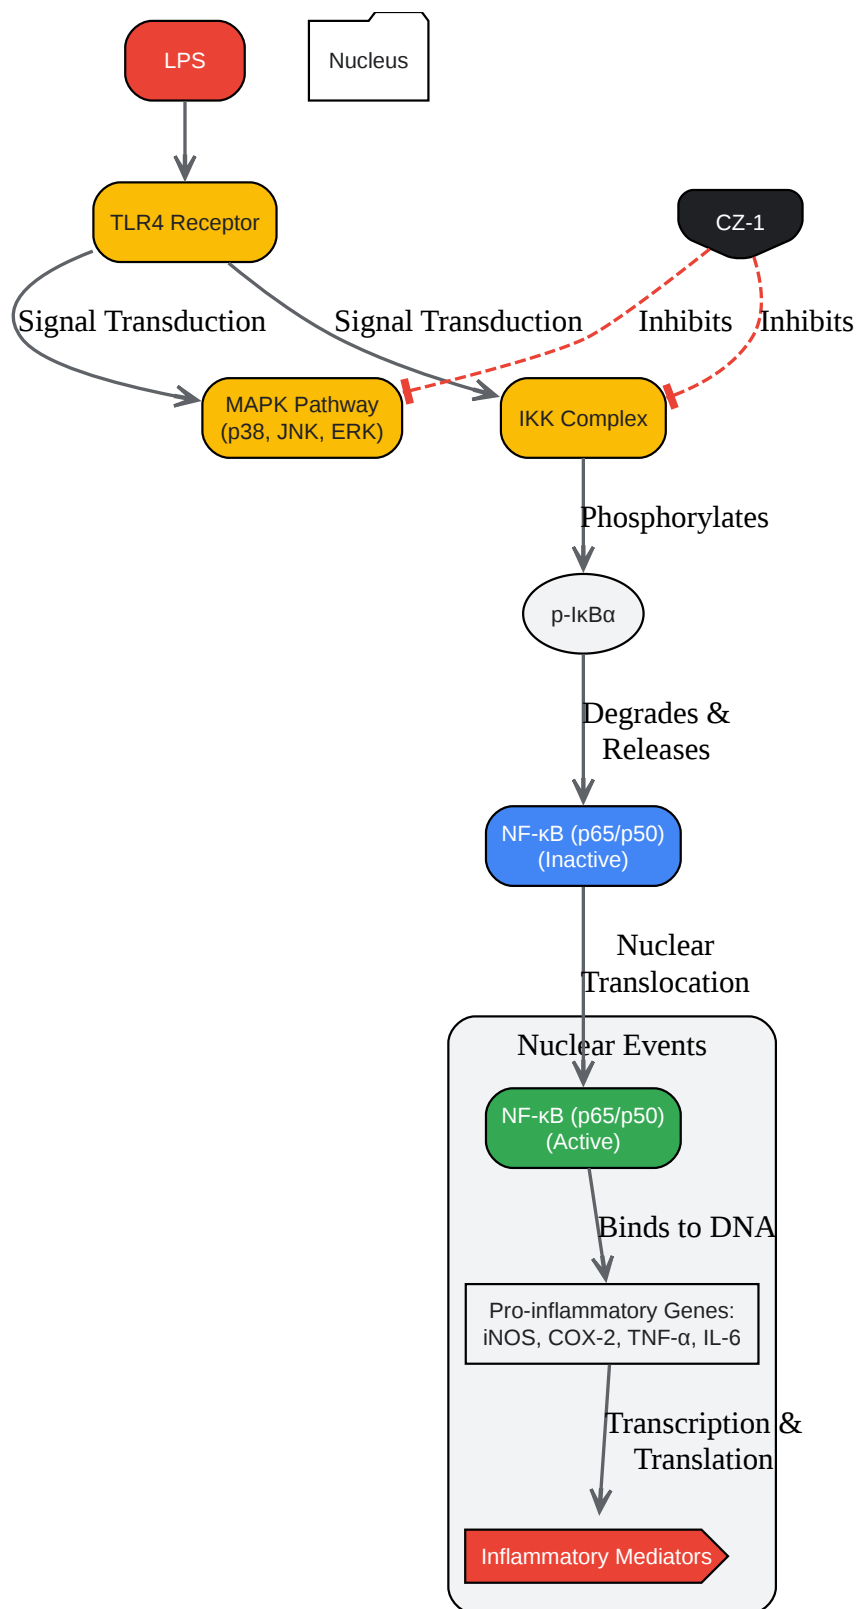 LPS
Nucleus
TLR4 Receptor
CZ-1
Signal Transduction
Signal Transduction
Inhibits
Inhibits
MAPK Pathway
(p38, JNK, ERK)
IKK Complex
Phosphorylates
p-IκBα
Degrades &
Releases
NF-κB (p65/p50)
(Inactive)
Nuclear
Translocation
Nuclear Events
NF-κB (p65/p50)
(Active)
Binds to DNA
Pro-inflammatory Genes:
iNOS, COX-2, TNF-α, IL-6
Transcription &
Translation
Inflammatory Mediators